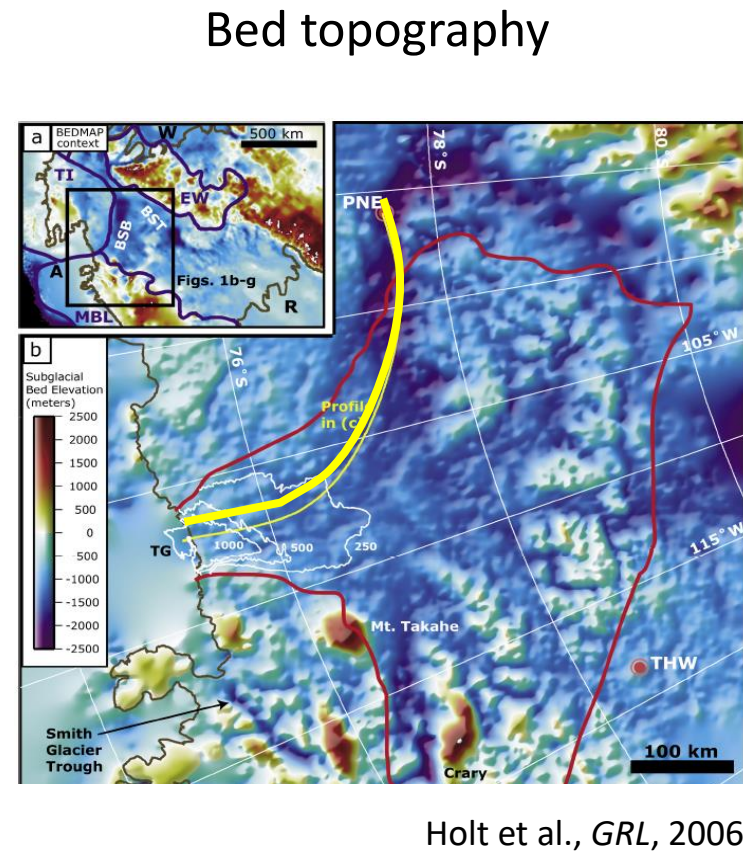 Bed topography
a BEDMAP
context
W
500 km
TI
EW
BST
BSB
A
Figs. 1b-g
R
MBL
PNE
78°S
80°S
b
76°S
105°W
Subglacial
Bed Elevation
(meters)
2500
2000
1500
1000
500
0
-500
-1000
-1500
-2000
-2500
Profile
in (c)
TG
1000
500
250
115°W
Mt. Takahe
THW
Smith
Glacier
Trough
Crary
100 km
Holt et al., GRL, 2006